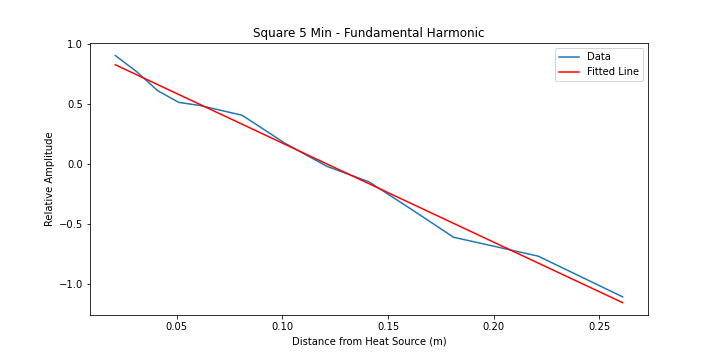 Square 5 Min - Fundamental Harmonic
Data
Fitted Line
Relative Amplitude
1.0
0.5
0.0
−0.5
−1.0
0.05
0.10
0.15
0.20
0.25
Distance from Heat Source (m)